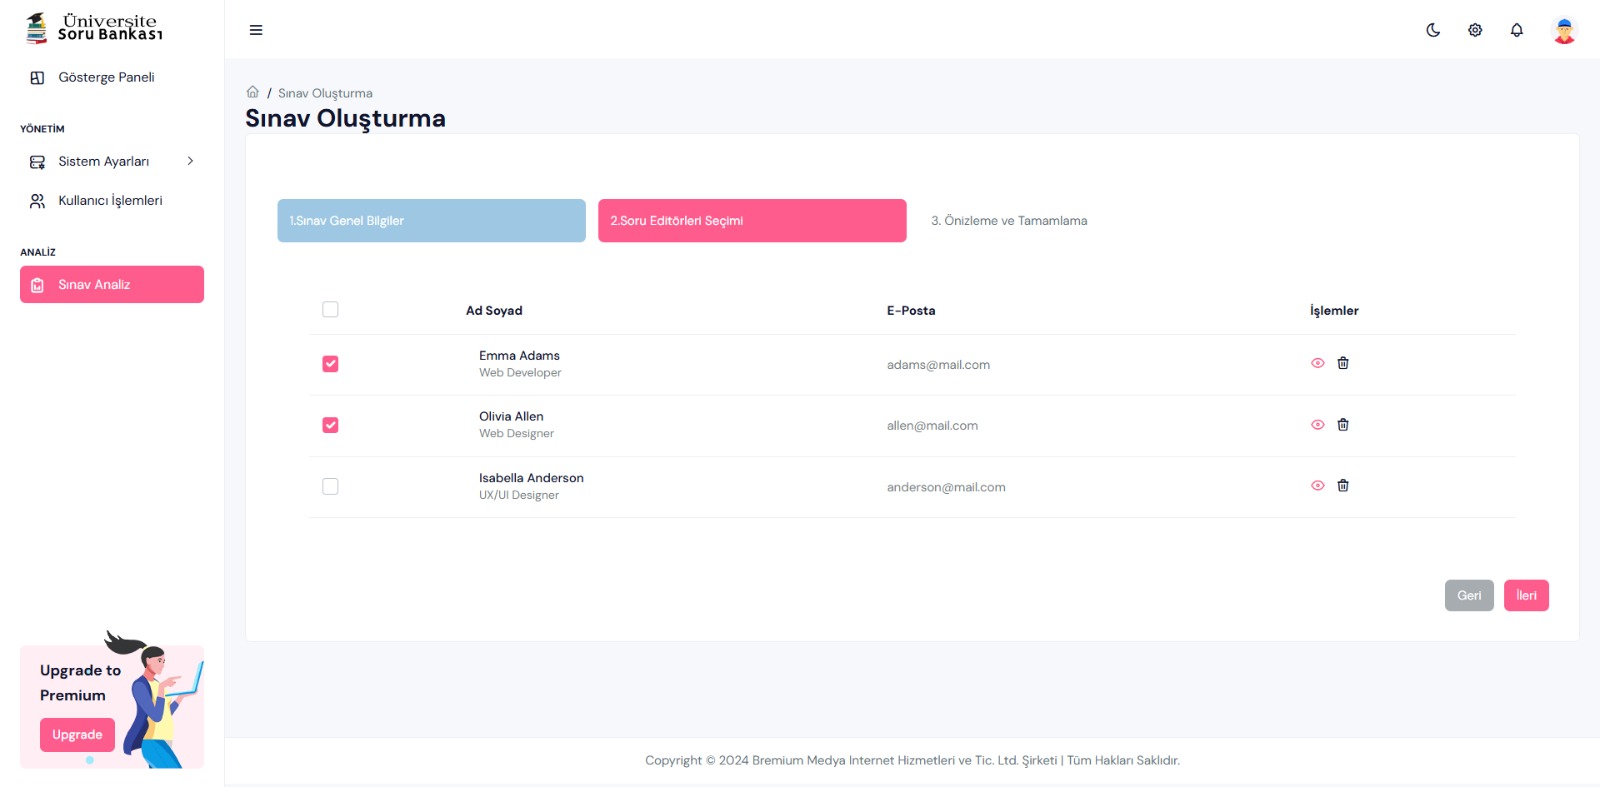 Üniversite
Soru Bankası
Gösterge Paneli
YÖNETİM
Sistem Ayarları
Kullanıcı İşlemleri
ANALİZ
Sınav Analiz
Upgrade to
Premium
Upgrade
/ Sınav Oluşturma
Sınav Oluşturma
1.Sınav Genel Bilgiler
2.Soru Editörleri Seçimi
3. Önizleme ve Tamamlama
Ad Soyad E-Posta İşlemler
Emma Adams
Web Developer
adams@mail.com
Olivia Allen
Web Designer
allen@mail.com
Isabella Anderson
UX/UI Designer
anderson@mail.com
Geri
İleri
Copyright © 2024 Bremium Medya Internet Hizmetleri ve Tic. Ltd. Şirketi | Tüm Hakları Saklıdır.